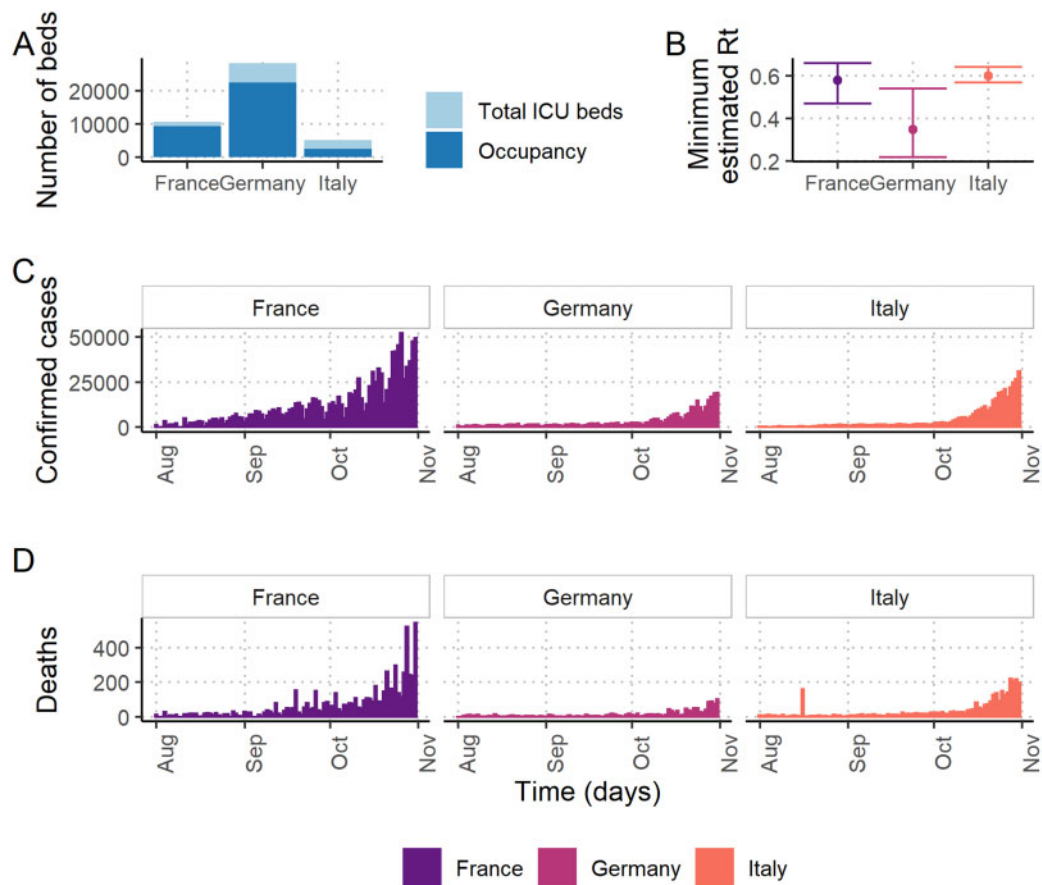 A
Number of beds
20000
10000
0
France Germany Italy
Total ICU beds
Occupancy
B
Minimum
estimated Rt
0.6
0.4
0.2
France Germany Italy
C
Confirmed cases
France Germany Italy
50000
25000
0
Aug Sep Oct Nov Aug Sep Oct Nov Aug Sep Oct Nov
D
Deaths
France Germany Italy
400
200
0
Aug Sep Oct Nov Aug Sep Oct Nov Aug Sep Oct Nov
Time (days)
France Germany Italy